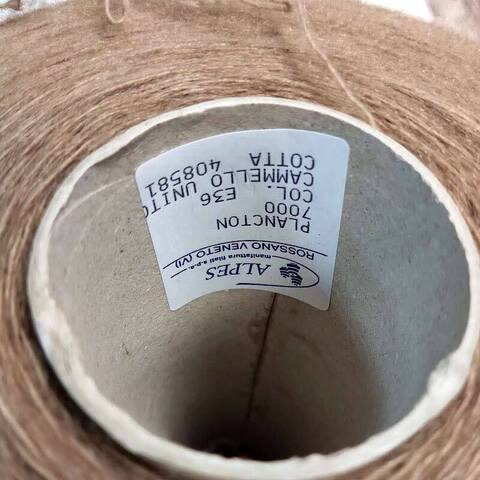 ALPES
manifattura filati s.p.a.
ROSSANO VENETO (VI)
PLANCTON
7000
COL. E36 UNITO
CAMMELLO 408581
COTTA